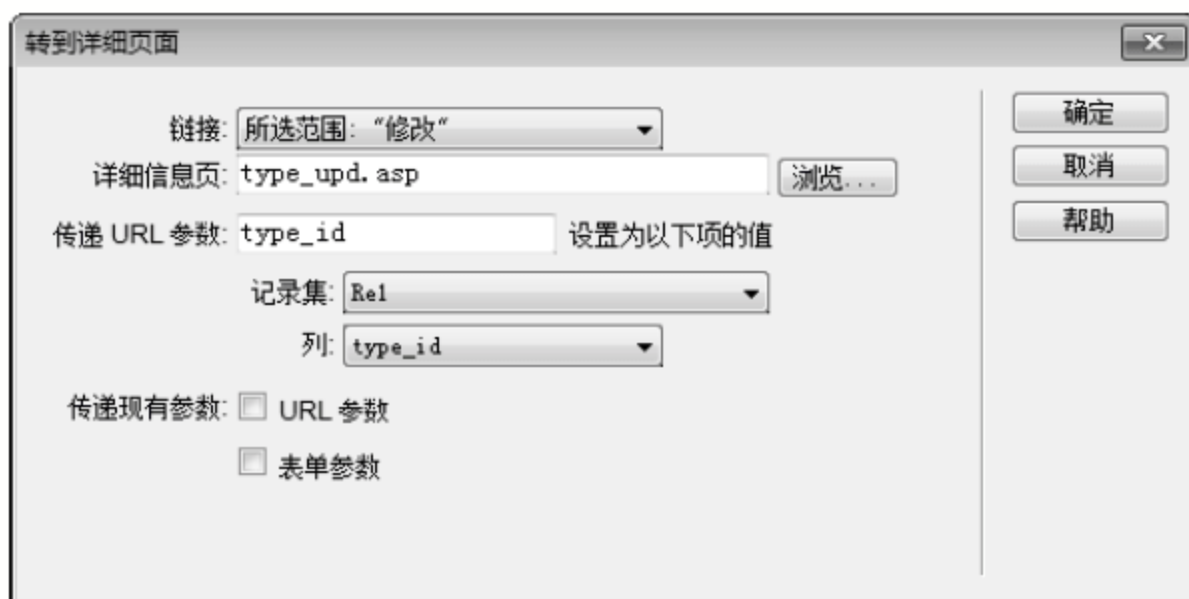 转到详细页面
链接: 所选范围: "修改" 确定
详细信息页: type_upd.asp 浏览... 取消
传递 URL 参数: type_id 设置为以下项的值 帮助
记录集: Re1
列: type_id
传递现有参数: URL 参数
表单参数